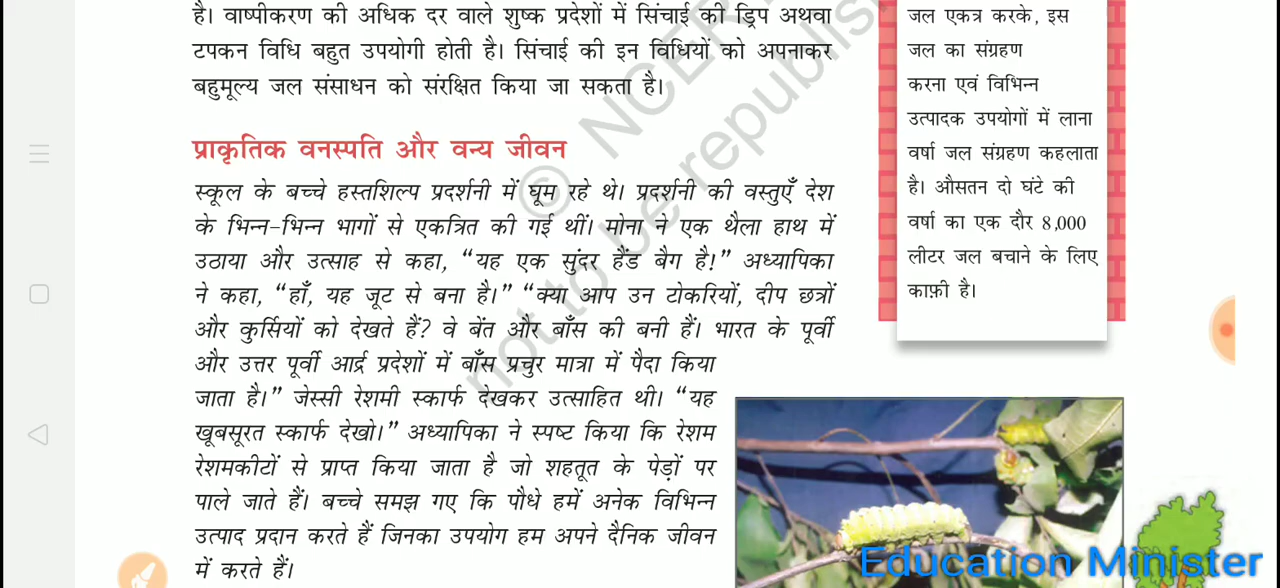 है। वाष्पीकरण की अधिक दर वाले शुष्क प्रदेशों में सिंचाई की ड्रिप अथवा
टपकन विधि बहुत उपयोगी होती है। सिंचाई की इन विधियों को अपनाकर
बहुमूल्य जल संसाधन को संरक्षित किया जा सकता है।
प्राकृतिक वनस्पति और वन्य जीवन
स्कूल के बच्चे हस्तशिल्प प्रदर्शनी में घूम रहे थे। प्रदर्शनी की वस्तुएँ देश
के भिन्न-भिन्न भागों से एकत्रित की गई थीं। मोना ने एक थैला हाथ में
उठाया और उत्साह से कहा, “यह एक सुंदर हैंड बैग है!” अध्यापिका
ने कहा, “हाँ, यह जूट से बना है।” “क्या आप उन टोकरियों, दीप छत्रों
और कुर्सियों को देखते हैं? वे बेंत और बाँस की बनी हैं। भारत के पूर्वी
और उत्तर पूर्वी आर्द्र प्रदेशों में बाँस प्रचुर मात्रा में पैदा किया
जाता है।” जेस्सी रेशमी स्कार्फ देखकर उत्साहित थी। “यह
खूबसूरत स्कार्फ देखो।” अध्यापिका ने स्पष्ट किया कि रेशम
रेशमकीटों से प्राप्त किया जाता है जो शहतूत के पेड़ों पर
पाले जाते हैं। बच्चे समझ गए कि पौधे हमें अनेक विभिन्न
उत्पाद प्रदान करते हैं जिनका उपयोग हम अपने दैनिक जीवन
में करते हैं।
जल एकत्र करके, इस
जल का संग्रहण
करना एवं विभिन्न
उत्पादक उपयोगों में लाना
वर्षा जल संग्रहण कहलाता
है। औसतन दो घंटे की
वर्षा का एक दौर 8,000
लीटर जल बचाने के लिए
काफ़ी है।
© NCERT
not to be republis
Education Minister